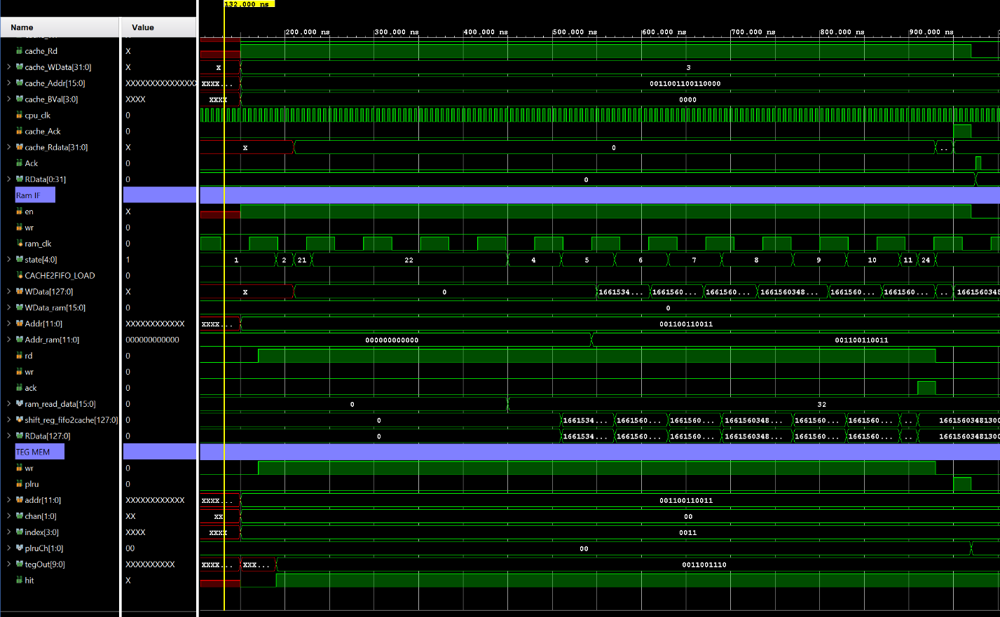 132.000 ns
Name Value
200.000 ns 300.000 ns 400.000 ns 500.000 ns 600.000 ns 700.000 ns 800.000 ns 900.000 ns
cache_Rd X
cache_WData[31:0] X X 3
cache_Addr[15:0] XXXXXXXXXXXXXXX XXXX... 0011001100110000
cache_BVal[3:0] XXXX XXXX 0000
cpu_clk 0
cache_Ack 0
cache_Rdata[31:0] X X 0 ..
Ack 0
RData[0:31] 0 0
Ram IF
en X
wr 0
ram_clk 0
state[4:0] 1 1 2 21 22 4 5 6 7 8 9 10 11 24
CACHE2FIFO_LOAD 0
WData[127:0] X X 0 1661534... 1661560... 1661560... 1661560348... 1661560... 1661560... .. 1661560348
WData_ram[15:0] 0 0
Addr[11:0] XXXXXXXXXXXX XXXX... 001100110011
Addr_ram[11:0] 000000000000 000000000000 001100110011
rd 0
wr 0
ack 0
ram_read_data[15:0] 0 0 32
shift_reg_fifo2cache[127:0] 0 0 1661534... 1661560... 1661560... 1661560348... 1661560... 1661560... .. 1661560348130
RData[127:0] 0 0 1661534... 1661560... 1661560... 1661560348... 1661560... 1661560... .. 1661560348130
TEG MEM
wr 0
plru 0
addr[11:0] XXXXXXXXXXXX XXXX... 001100110011
chan[1:0] XX XX 00
index[3:0] XXXX XXXX 0011
plruCh[1:0] 00 00
tegOut[9:0] XXXXXXXXXX XXXX... XXX... 0011001110
hit X